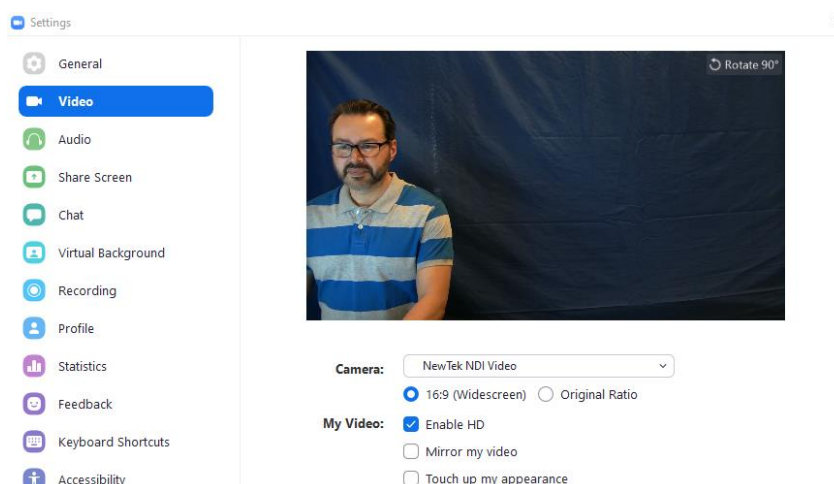 Settings
General
Video
Audio
Share Screen
Chat
Virtual Background
Recording
Profile
Statistics
Feedback
Keyboard Shortcuts
Accessibility
Rotate 90°
Camera: NewTek NDI Video
16:9 (Widescreen) Original Ratio
My Video: Enable HD
Mirror my video
Touch up my appearance